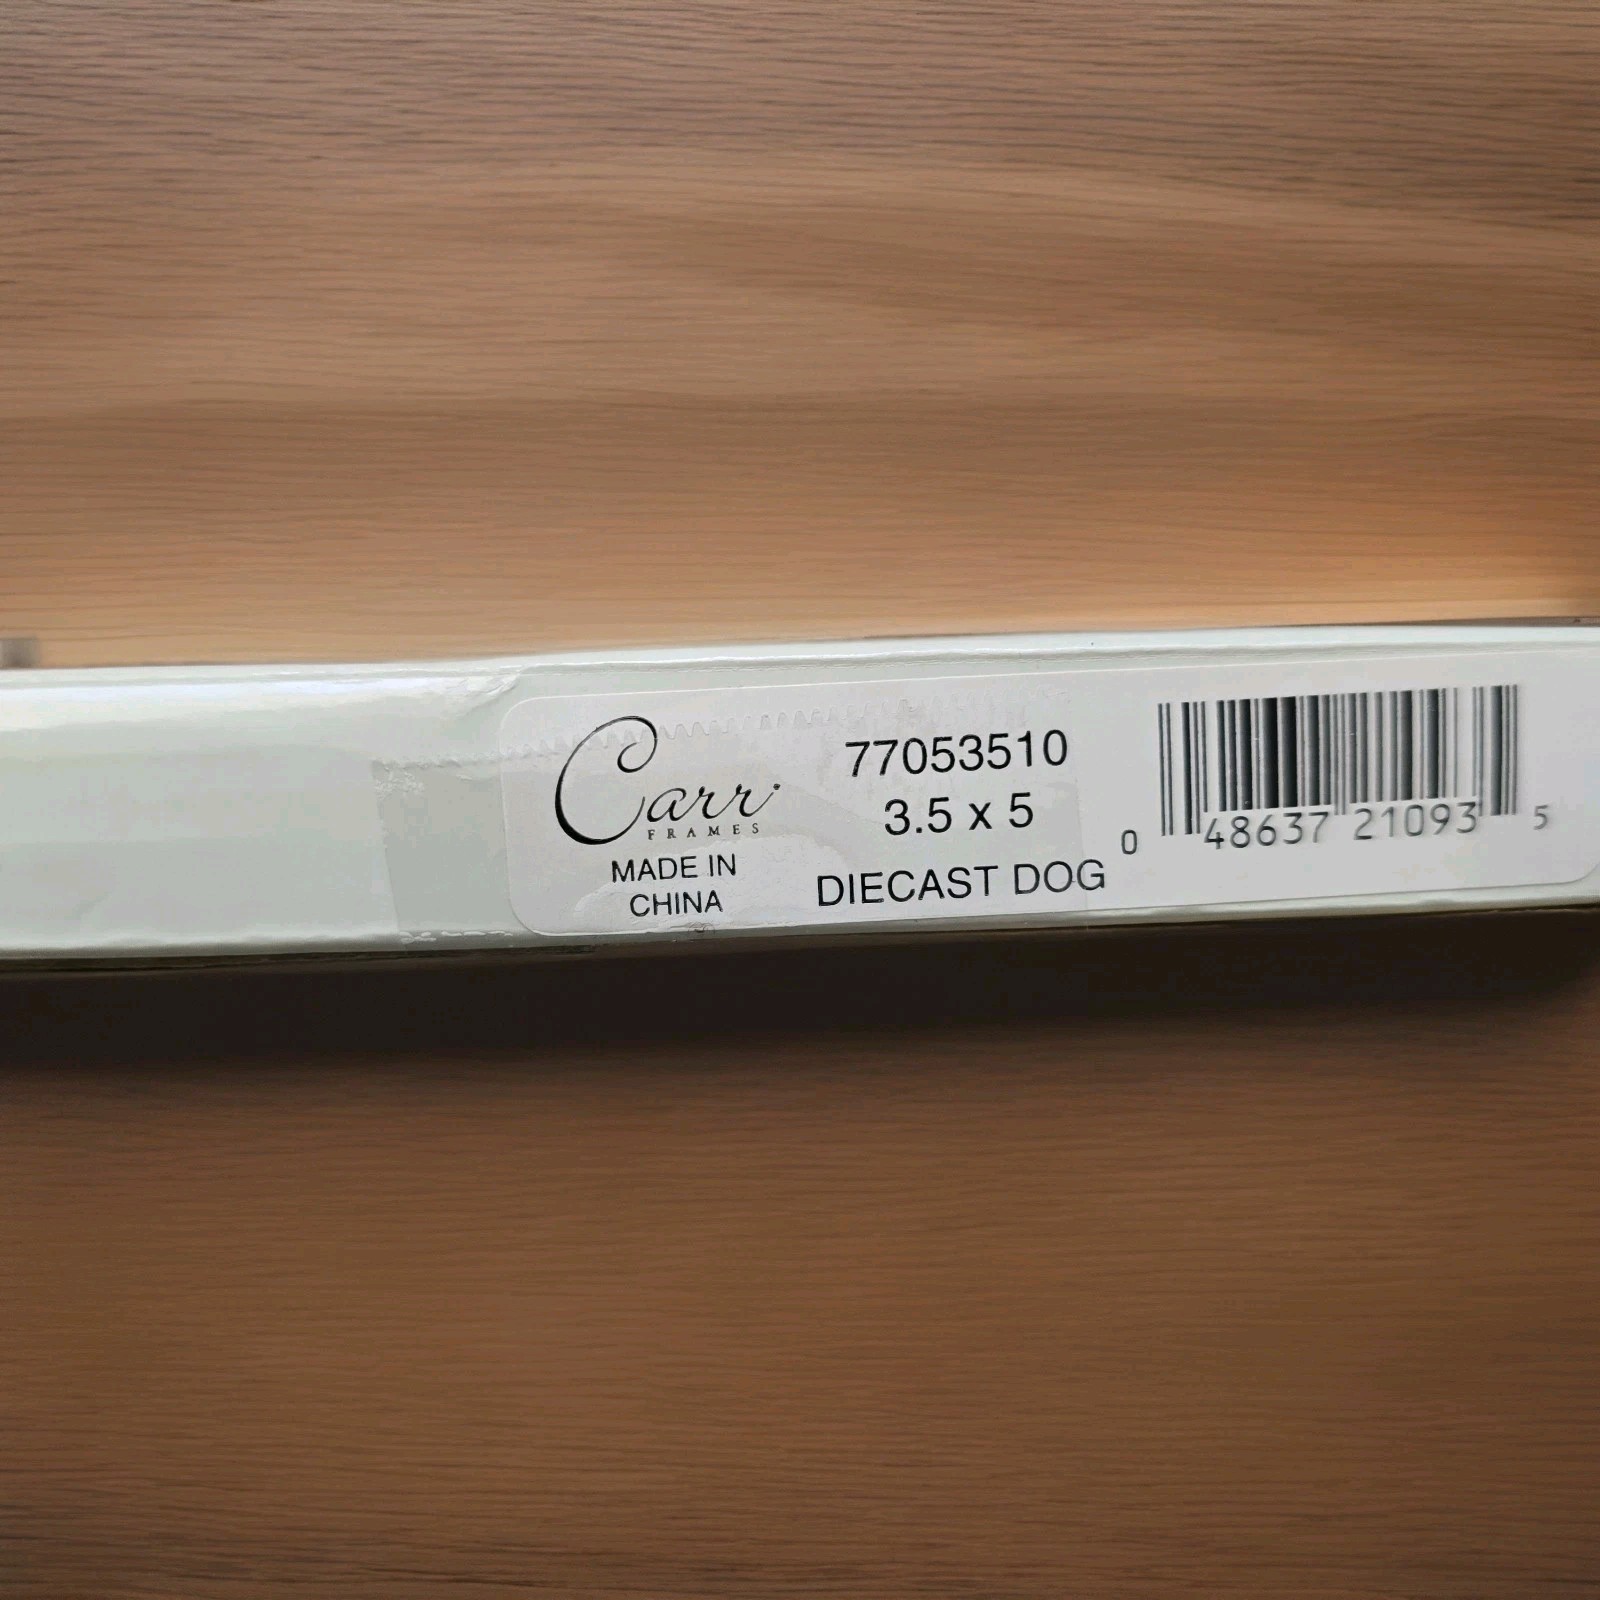 Carr
FRAMES
MADE IN
CHINA
77053510
3.5 x 5
DIECAST DOG
0 48637 21093 5